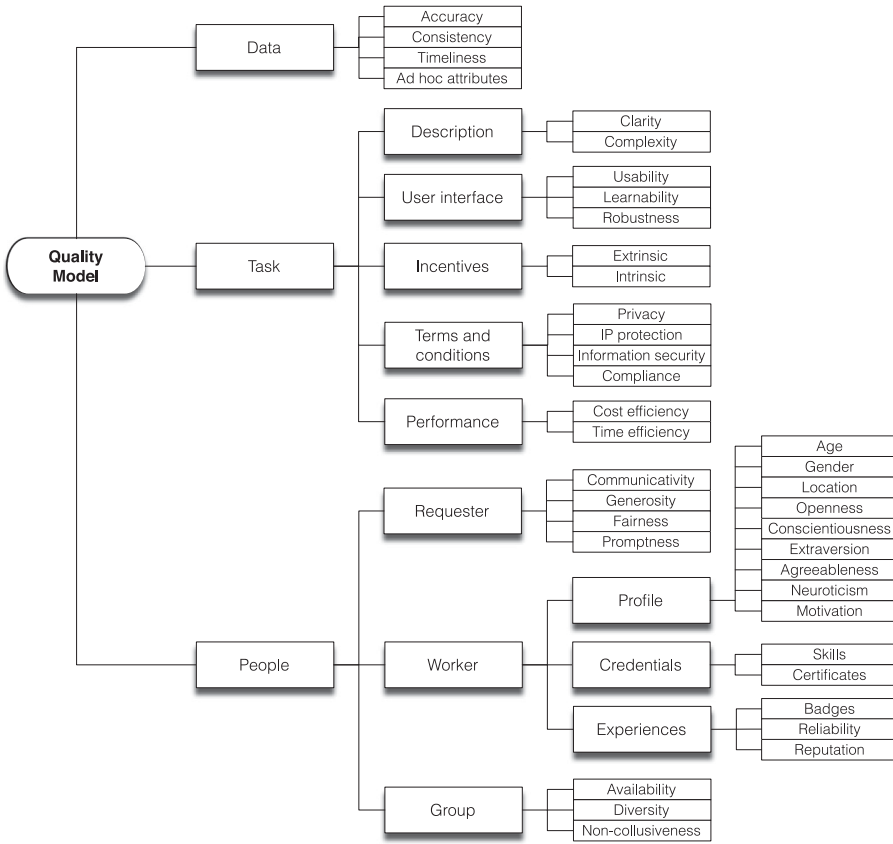 Quality
Model
Data
Accuracy
Consistency
Timeliness
Ad hoc attributes
Task
Description
Clarity
Complexity
User interface
Usability
Learnability
Robustness
Incentives
Extrinsic
Intrinsic
Terms and
conditions
Privacy
IP protection
Information security
Compliance
Performance
Cost efficiency
Time efficiency
People
Requester
Communicativity
Generosity
Fairness
Promptness
Worker
Profile
Age
Gender
Location
Openness
Conscientiousness
Extraversion
Agreeableness
Neuroticism
Motivation
Credentials
Skills
Certificates
Experiences
Badges
Reliability
Reputation
Group
Availability
Diversity
Non-collusiveness